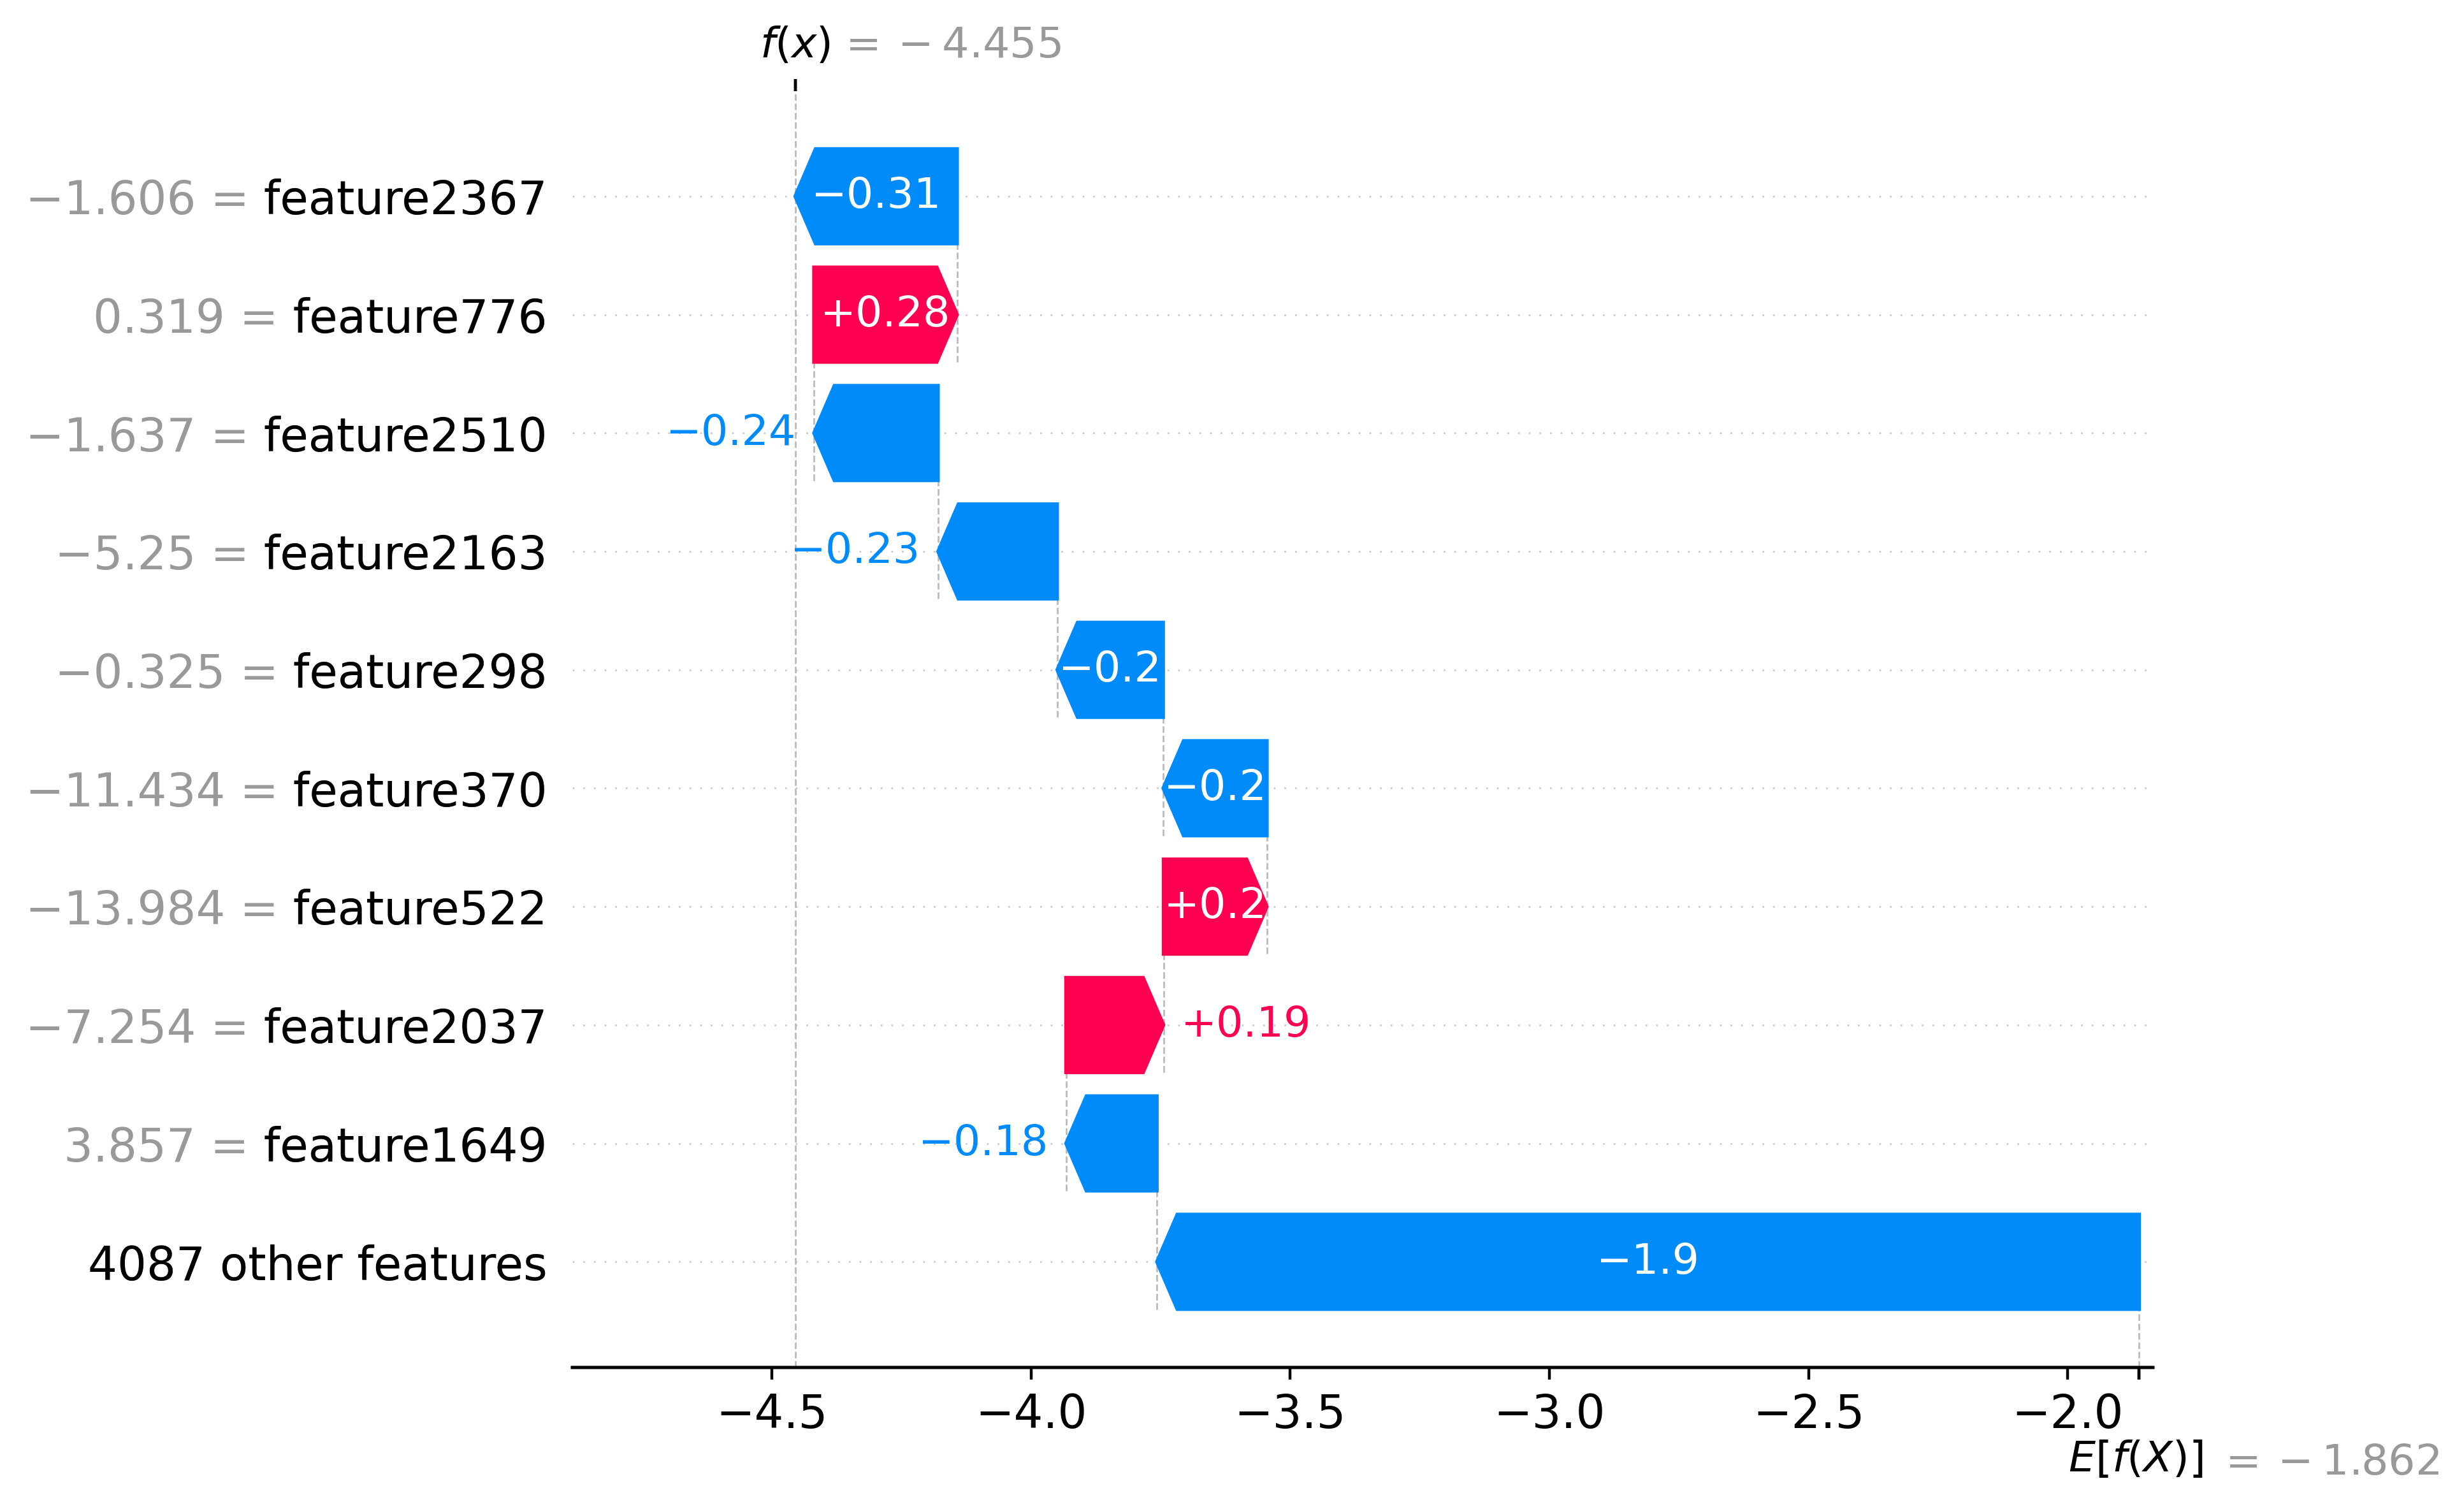 f(x) = −4.455
−1.606 = feature2367
−0.31
0.319 = feature776
+0.28
−1.637 = feature2510
−0.24
−5.25 = feature2163
−0.23
−0.325 = feature298
−0.2
−11.434 = feature370
−0.2
−13.984 = feature522
+0.2
−7.254 = feature2037
+0.19
3.857 = feature1649
−0.18
4087 other features
−1.9
−4.5 −4.0 −3.5 −3.0 −2.5 −2.0
E[f(X)] = −1.862